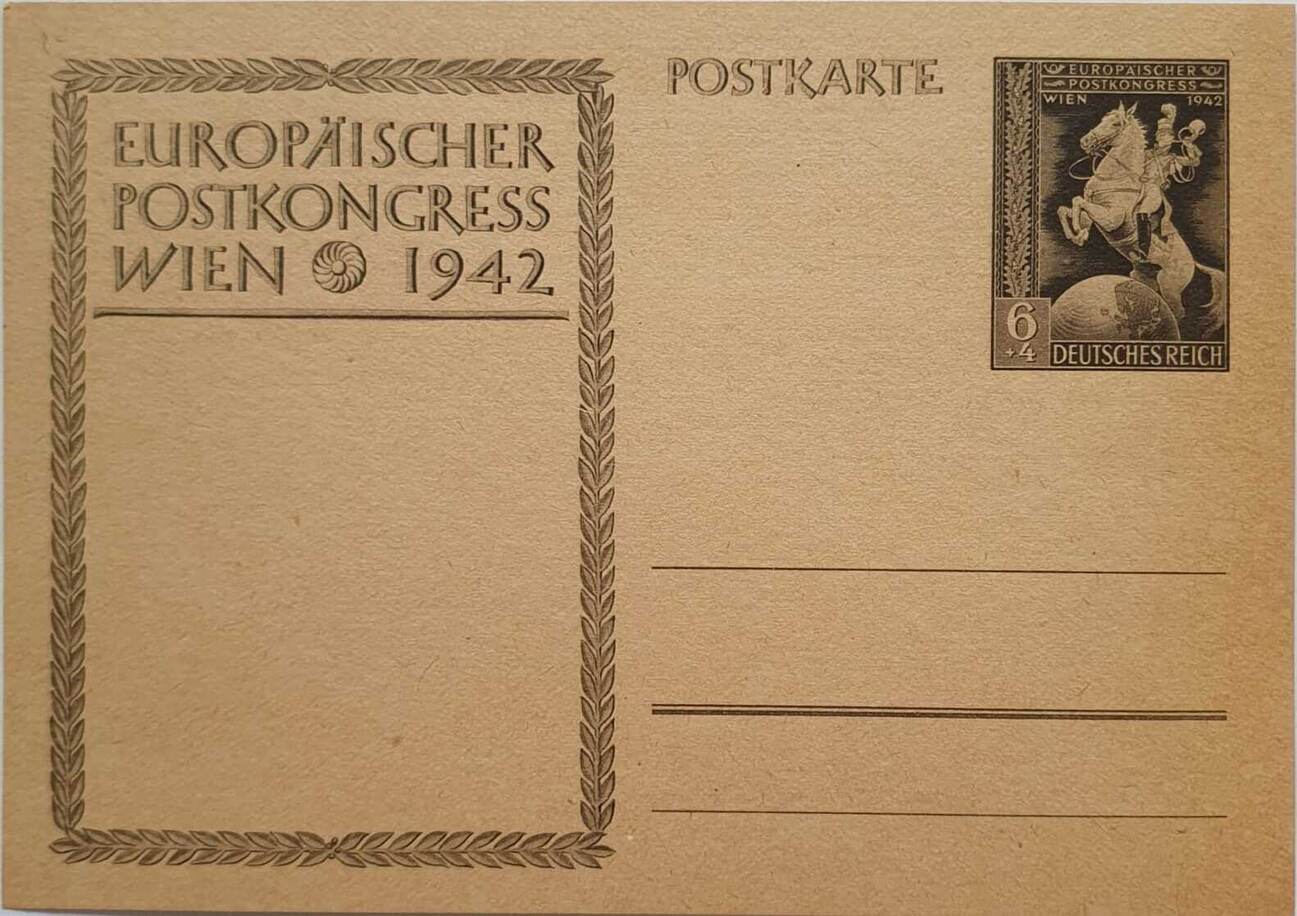 EUROPÄISCHER
POSTKONGRESS
WIEN 1942
POSTKARTE
EUROPÄISCHER
POSTKONGRESS
WIEN 1942
6
+4
DEUTSCHES REICH